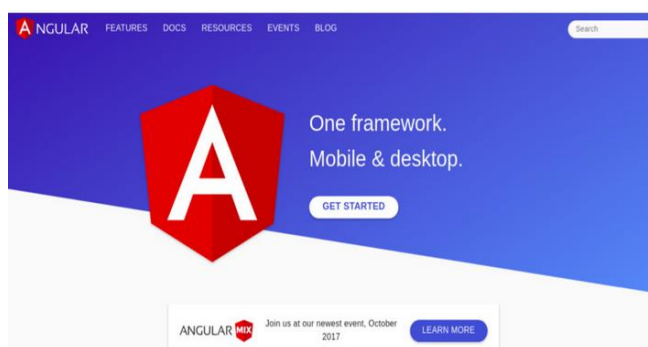 ANGULAR FEATURES DOCS RESOURCES EVENTS BLOG Search
A
One framework.
Mobile & desktop.
GET STARTED
ANGULAR MIX Join us at our newest event, October
2017
LEARN MORE